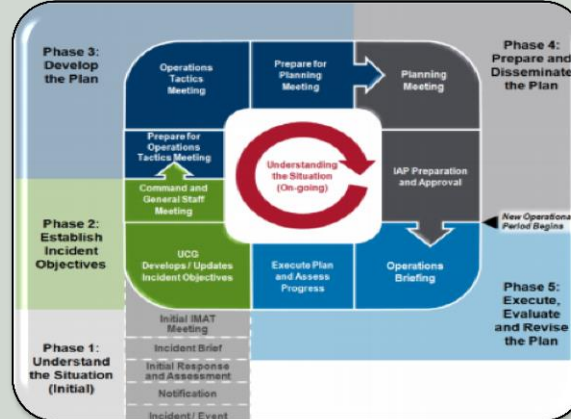 Phase 3:
Develop
the Plan
Operations
Tactics
Meeting
Prepare for
Planning
Meeting
Planning
Meeting
Phase 4:
Prepare and
Disseminate
the Plan
Prepare for
Operations
Tactics Meeting
Understanding
the Situation
(On-going)
IAP Preparation
and Approval
Command and
General Staff
Meeting
Phase 2:
Establish
Incident
Objectives
New Operational
Period Begins
UCG
Develops / Updates
Incident Objectives
Execute Plan
and Assess
Progress
Operations
Briefing
Phase 5:
Execute,
Evaluate
and Revise
the Plan
Phase 1:
Understand
the Situation
(Initial)
Initial IMAT
Meeting
Incident Brief
Initial Response
and Assessment
Notification
Incident / Event